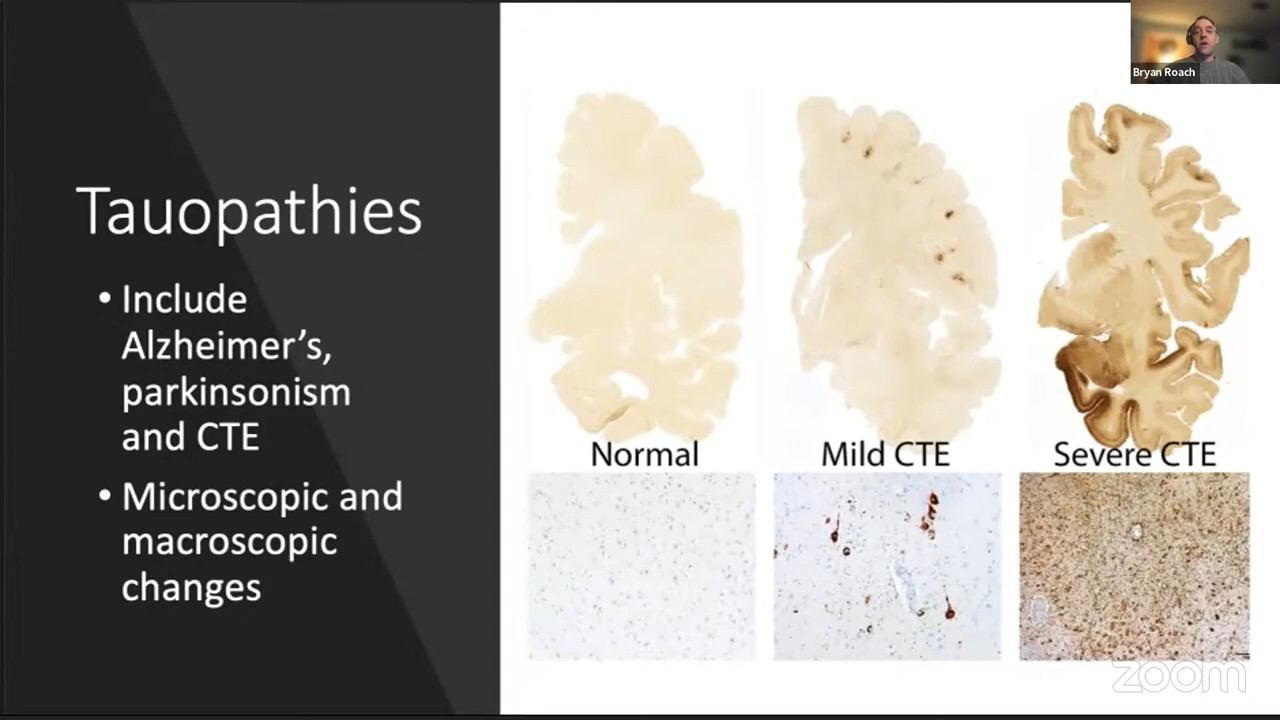 Bryan Roach
Tauopathies
• Include
Alzheimer’s,
parkinsonism
and CTE
• Microscopic and
macroscopic
changes
Normal
Mild CTE
Severe CTE
zoom